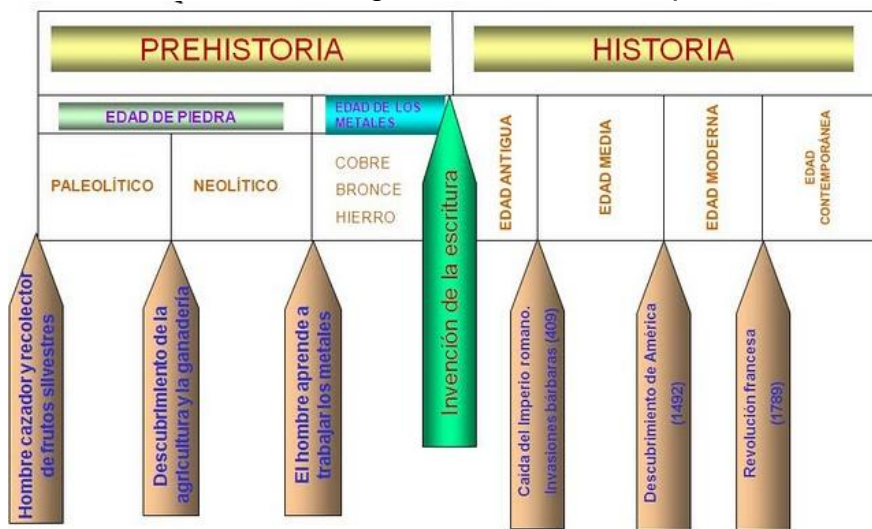 PREHISTORIA
HISTORIA
EDAD DE PIEDRA
EDAD DE LOS
METALES
PALEOLÍTICO
NEOLÍTICO
COBRE
BRONCE
HIERRO
Invención de la escritura
EDAD ANTIGUA
EDAD MEDIA
EDAD MODERNA
EDAD
CONTEMPORÁNEA
Hombre cazador y recolector
de frutos silvestres
Descubrimiento de la
agricultura y la ganadería
El hombre aprende a
trabajar los metales
Caida del Imperio romano.
Invasiones bárbaras (409)
Descubrimiento de América
(1492)
Revolución francesa
(1789)